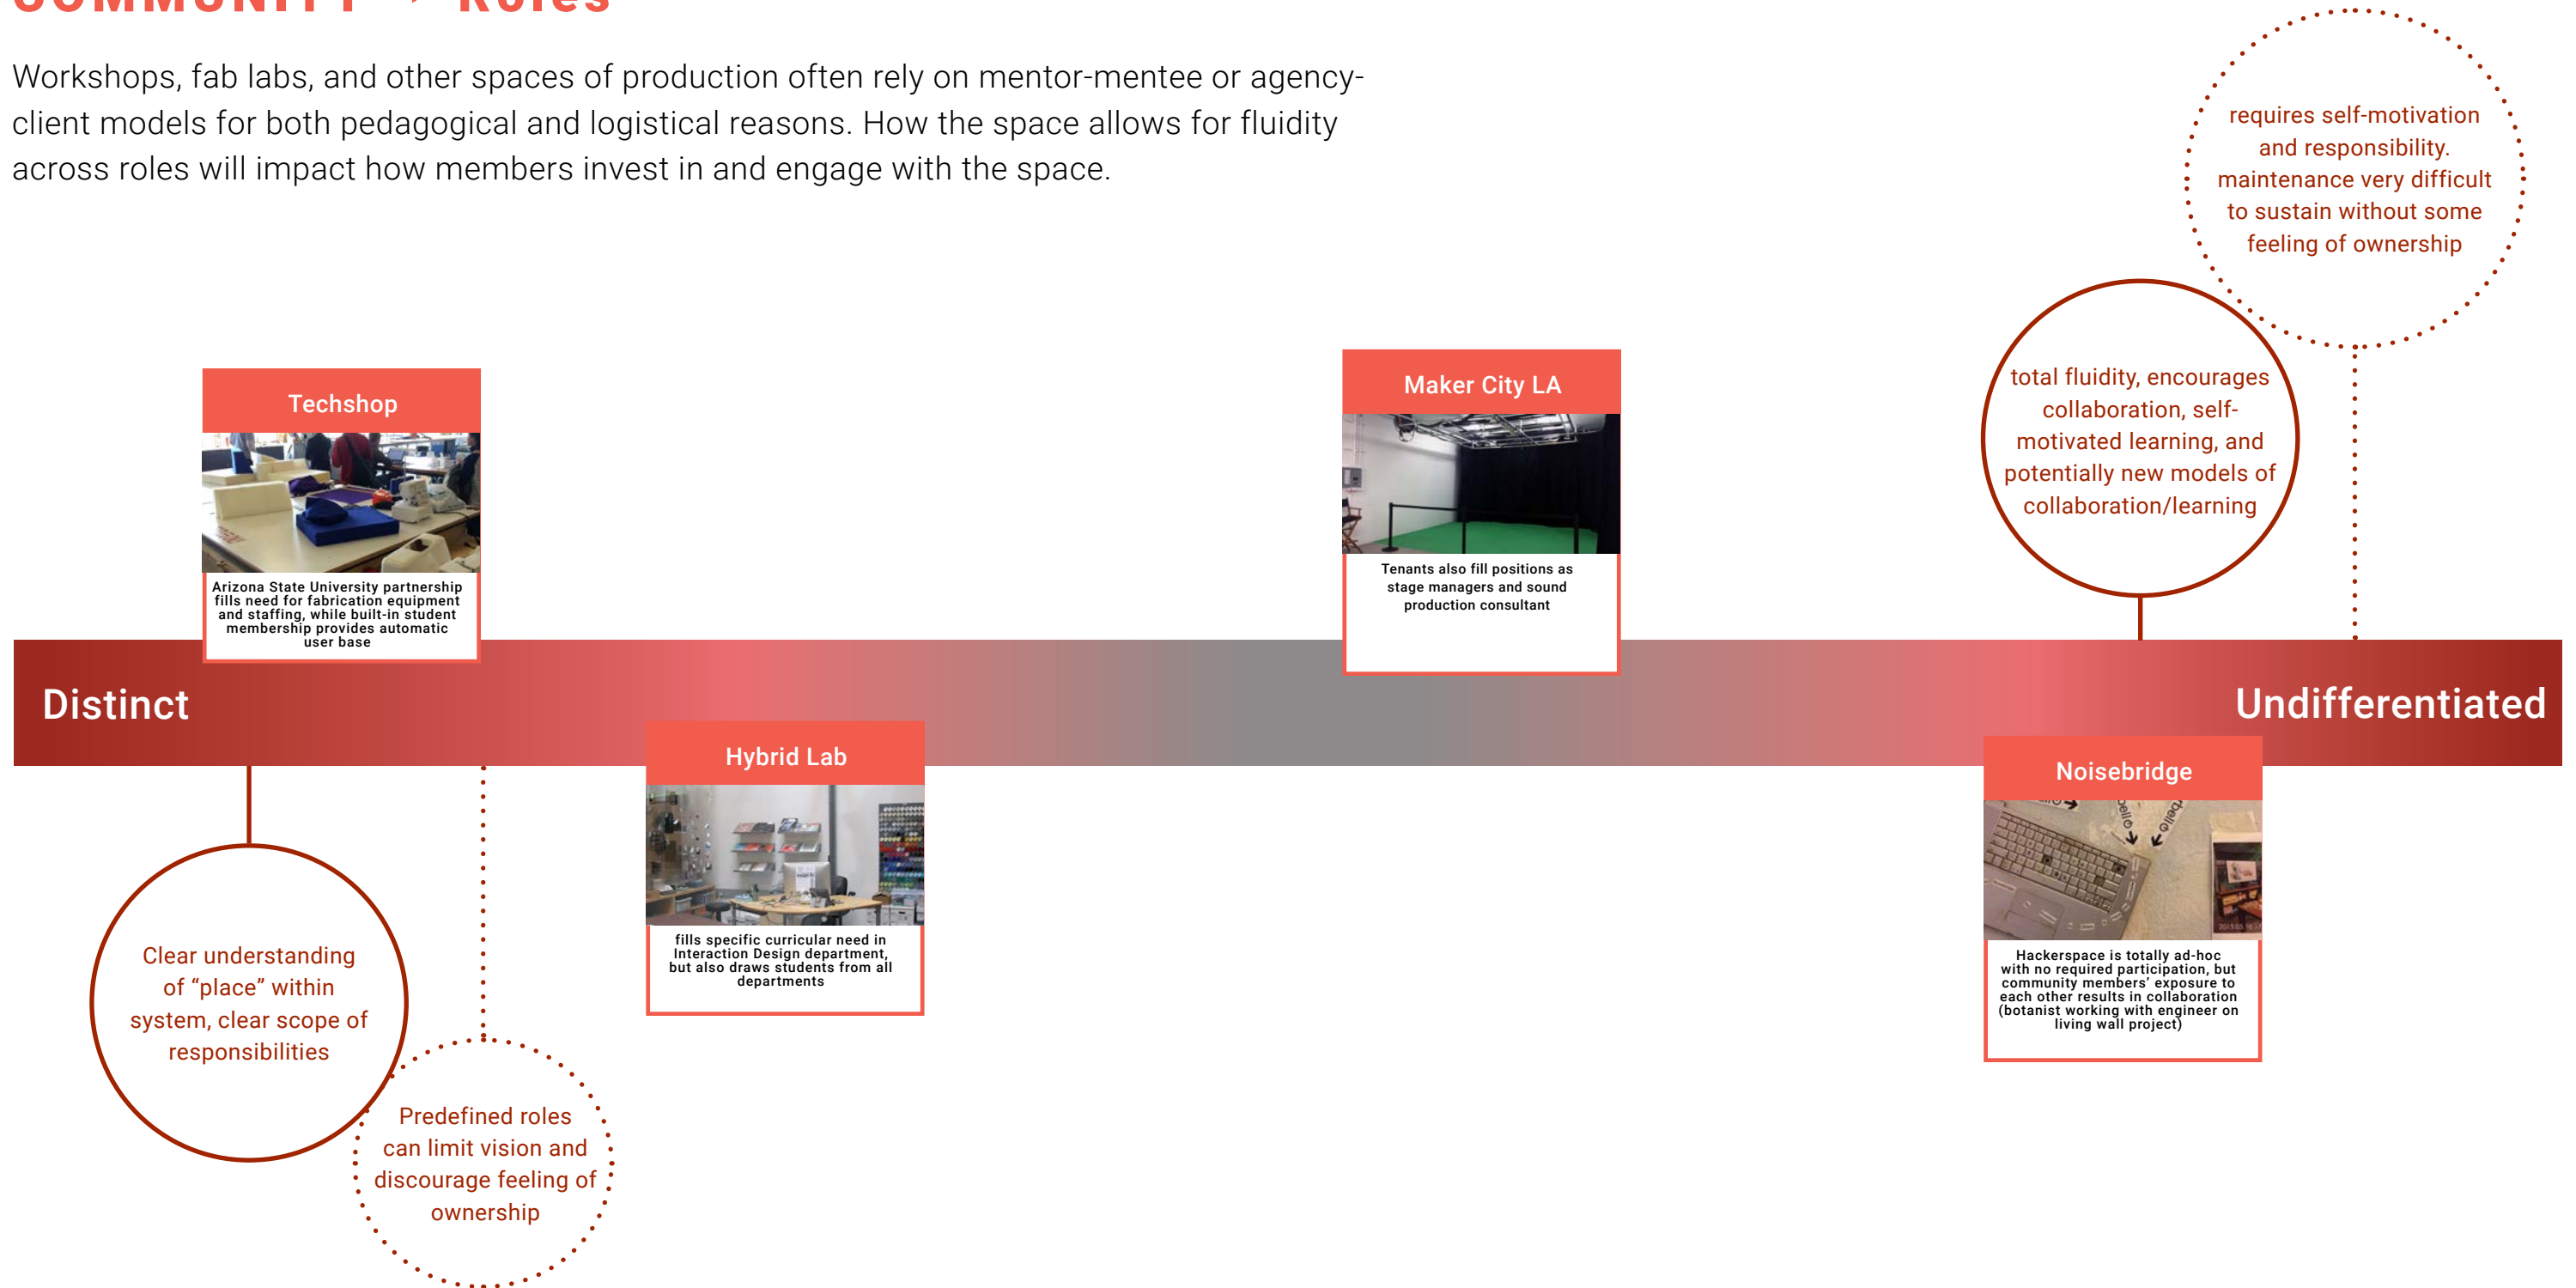 COMMUNITY → Roles
Workshops, fab labs, and other spaces of production often rely on mentor-mentee or agency-
client models for both pedagogical and logistical reasons. How the space allows for fluidity
across roles will impact how members invest in and engage with the space.
requires self-motivation
and responsibility.
maintenance very difficult
to sustain without some
feeling of ownership
total fluidity, encourages
collaboration, self-
motivated learning, and
potentially new models of
collaboration/learning
Techshop
Arizona State University partnership
fills need for fabrication equipment
and staffing, while built-in student
membership provides automatic
user base
Maker City LA
Tenants also fill positions as
stage managers and sound
production consultant
Distinct
Undifferentiated
Hybrid Lab
fills specific curricular need in
Interaction Design department,
but also draws students from all
departments
Noisebridge
Hackerspace is totally ad-hoc
with no required participation, but
community members’ exposure to
each other results in collaboration
(botanist working with engineer on
living wall project)
Clear understanding
of “place” within
system, clear scope of
responsibilities
Predefined roles
can limit vision and
discourage feeling of
ownership